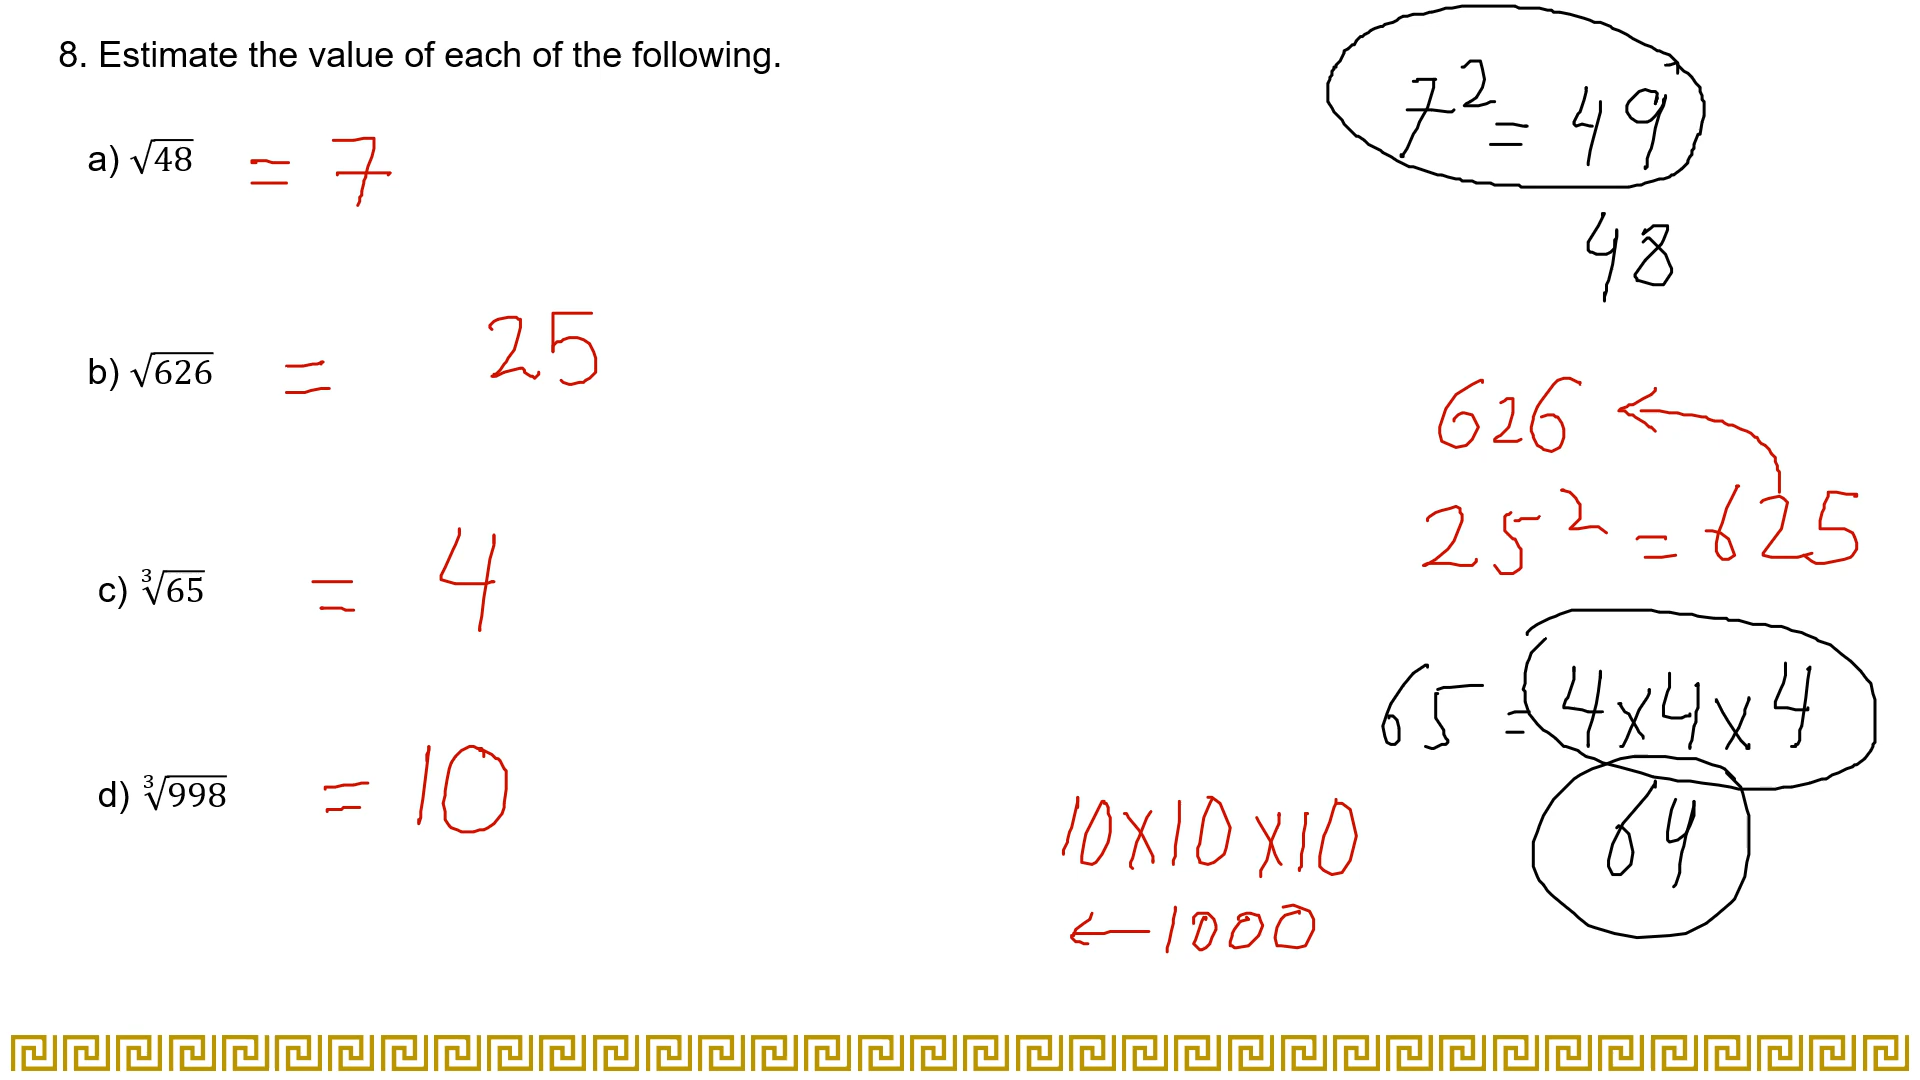 8. Estimate the value of each of the following.
7² = 49
a) √48 = 7
48
b) √626 = 25
626 ←
25² = 625
c) ∛65 = 4
65 = 4x4x4
64
d) ∛998 = 10
10x10x10
← 1000